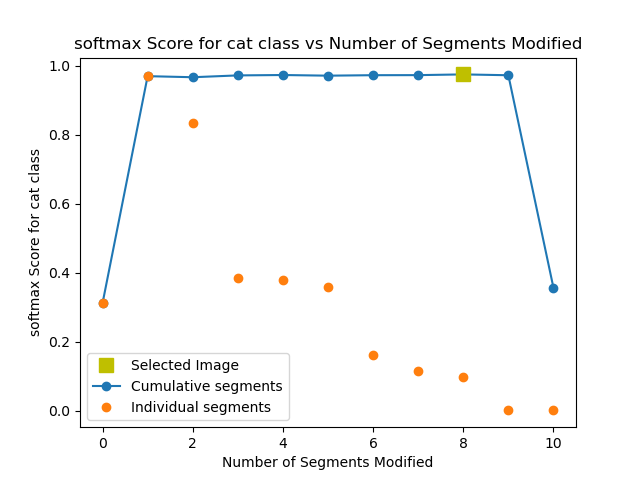 softmax Score for cat class vs Number of Segments Modified
softmax Score for cat class
1.0
0.8
0.6
0.4
0.2
0.0
Selected Image
Cumulative segments
Individual segments
0 2 4 6 8 10
Number of Segments Modified